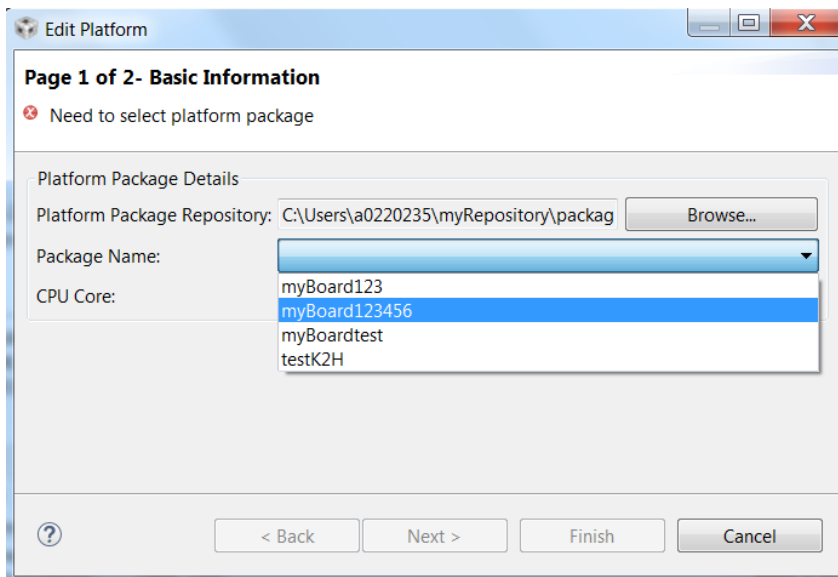 Edit Platform
Page 1 of 2- Basic Information
Need to select platform package
Platform Package Details
Platform Package Repository: C:\Users\a0220235\myRepository\packag Browse...
Package Name:
CPU Core:
myBoard123
myBoard123456
myBoardtest
testK2H
? < Back Next > Finish Cancel